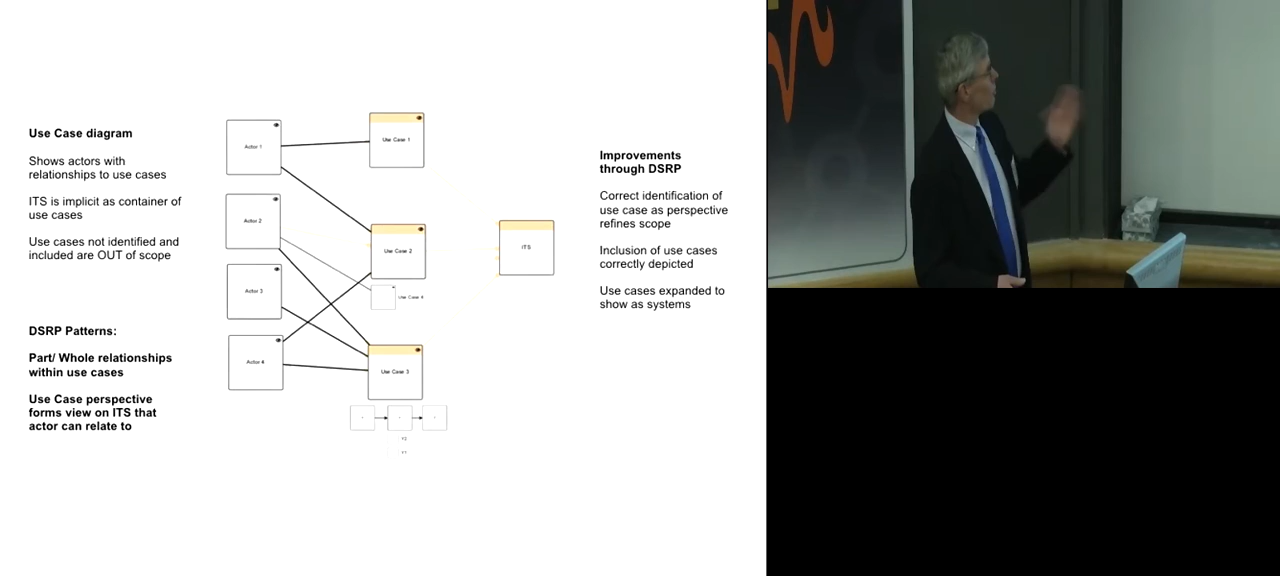 Use Case diagram
Shows actors with
relationships to use cases
ITS is implicit as container of
use cases
Use cases not identified and
included are OUT of scope
DSRP Patterns:
Part/ Whole relationships
within use cases
Use Case perspective
forms view on ITS that
actor can relate to
Actor 1
Actor 2
Actor 3
Actor 4
Use Case 1
Use Case 2
Use Case 4
Use Case 3
ITS
Improvements
through DSRP
Correct identification of
use case as perspective
refines scope
Inclusion of use cases
correctly depicted
Use cases expanded to
show as systems